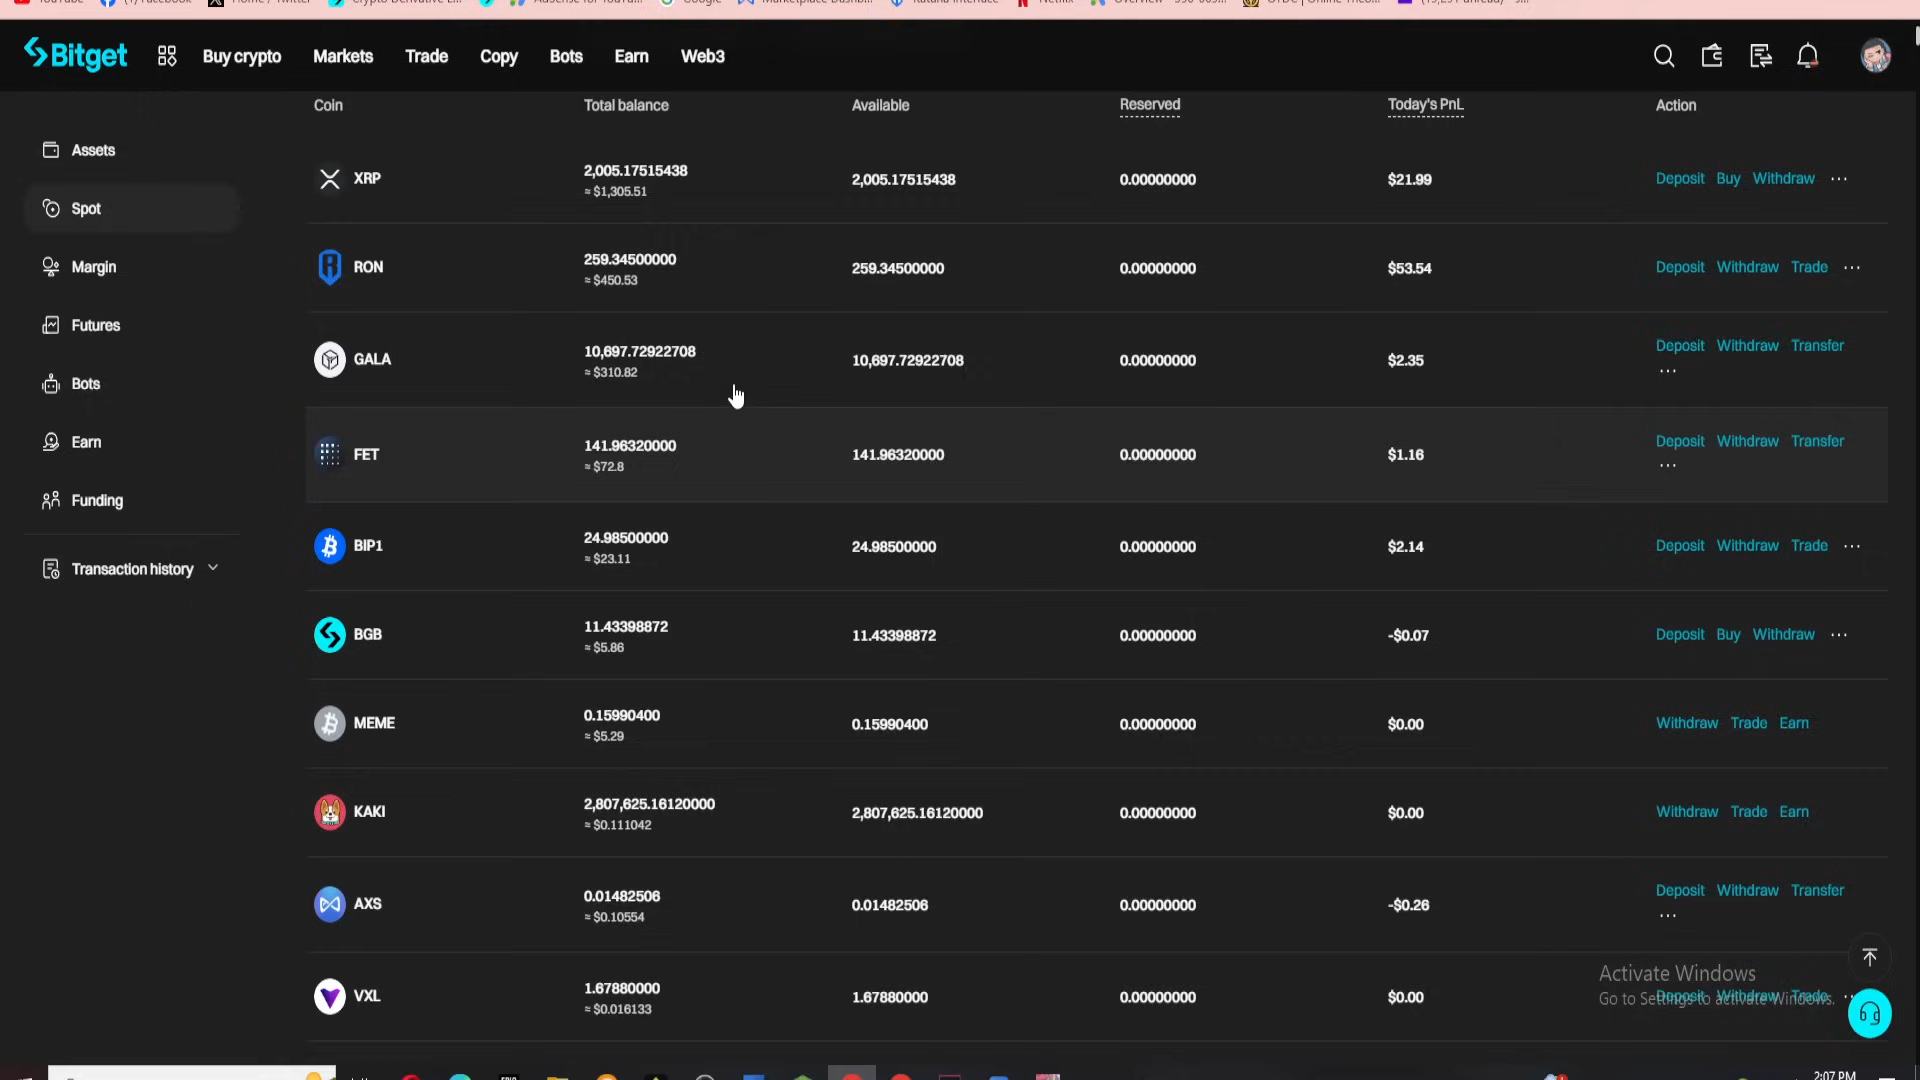 Bitget Buy crypto Markets Trade Copy Bots Earn Web3
Coin Total balance Available Reserved Today's PnL Action
Assets
Spot
Margin
Futures
Bots
Earn
Funding
Transaction history
XRP 2,005.17515438 2,005.17515438 0.00000000 $21.99 Deposit Buy Withdraw ...
≈ $1,305.51
RON 259.34500000 259.34500000 0.00000000 $53.54 Deposit Withdraw Trade ...
≈ $450.53
GALA 10,697.72922708 10,697.72922708 0.00000000 $2.35 Deposit Withdraw Transfer
≈ $310.82 ...
FET 141.96320000 141.96320000 0.00000000 $1.16 Deposit Withdraw Transfer
≈ $72.8 ...
BIP1 24.98500000 24.98500000 0.00000000 $2.14 Deposit Withdraw Trade ...
≈ $23.11
BGB 11.43398872 11.43398872 0.00000000 -$0.07 Deposit Buy Withdraw ...
≈ $5.86
MEME 0.15990400 0.15990400 0.00000000 $0.00 Withdraw Trade Earn
≈ $5.29
KAKI 2,807,625.16120000 2,807,625.16120000 0.00000000 $0.00 Withdraw Trade Earn
≈ $0.111042
AXS 0.01482506 0.01482506 0.00000000 -$0.26 Deposit Withdraw Transfer
≈ $0.10554 ...
VXL 1.67880000 1.67880000 0.00000000 $0.00 Deposit Withdraw Trade
≈ $0.016133
Activate Windows
Go to Settings to activate Windows.
2:07 PM